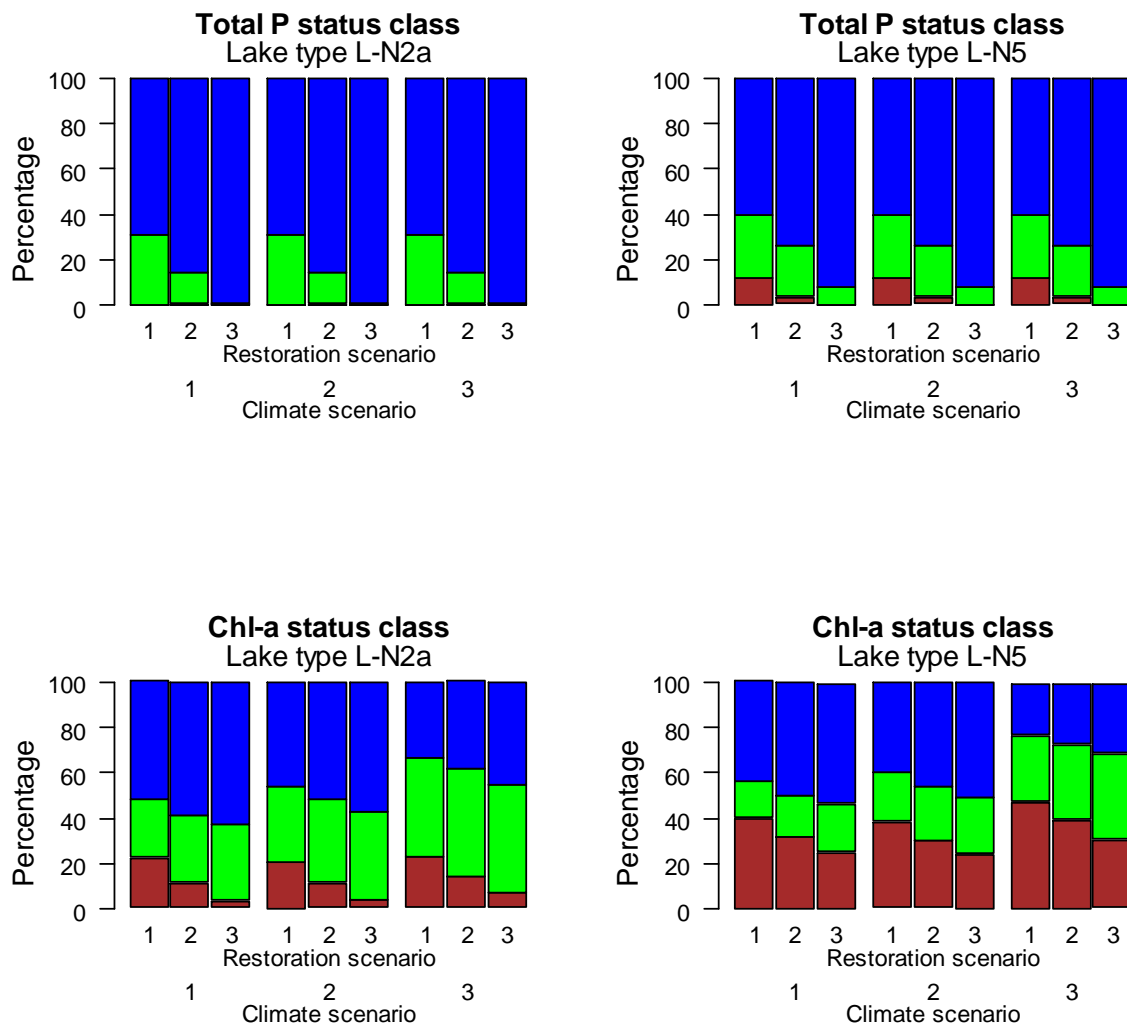 Total P status class
Lake type L-N2a
Percentage
100
80
60
40
20
0
1 2 3 1 2 3 1 2 3
Restoration scenario
1 2 3
Climate scenario
Total P status class
Lake type L-N5
Percentage
100
80
60
40
20
0
1 2 3 1 2 3 1 2 3
Restoration scenario
1 2 3
Climate scenario
Chl-a status class
Lake type L-N2a
Percentage
100
80
60
40
20
0
1 2 3 1 2 3 1 2 3
Restoration scenario
1 2 3
Climate scenario
Chl-a status class
Lake type L-N5
Percentage
100
80
60
40
20
0
1 2 3 1 2 3 1 2 3
Restoration scenario
1 2 3
Climate scenario